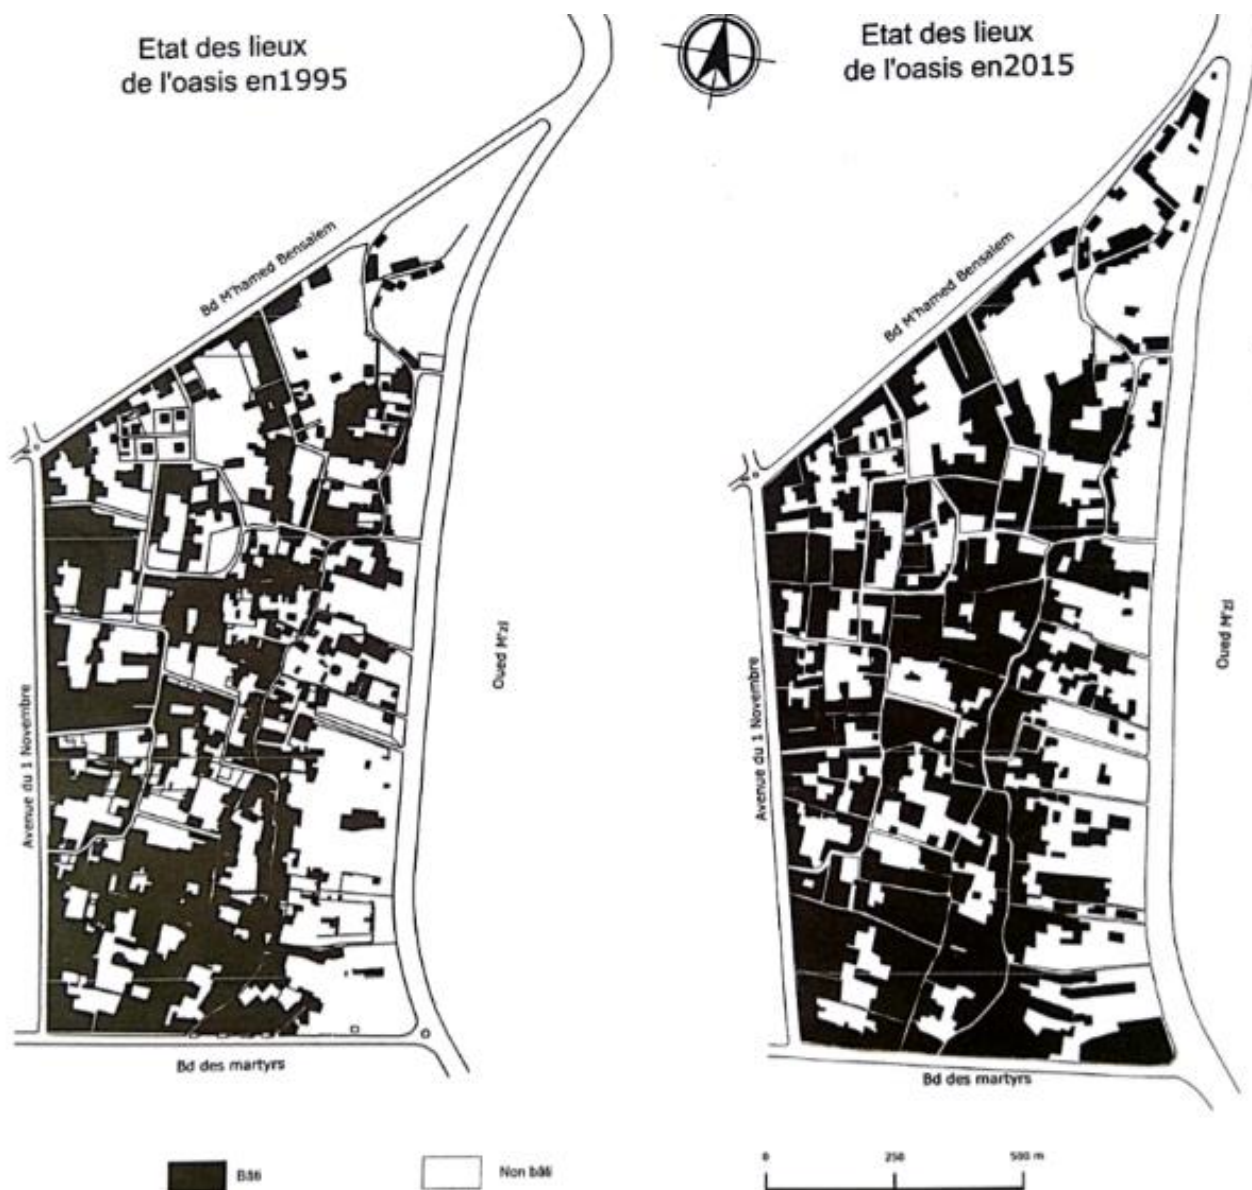 Etat des lieux
de l'oasis en1995
Etat des lieux
de l'oasis en2015
Bd M'hamed Bensalem
Bd M'hamed Bensalem
Avenue du 1 Novembre
Oued M'zi
Avenue du 1 Novembre
Oued M'zi
Bd des martyrs
Bd des martyrs
Bâti
Non bâti
0 250 500 m